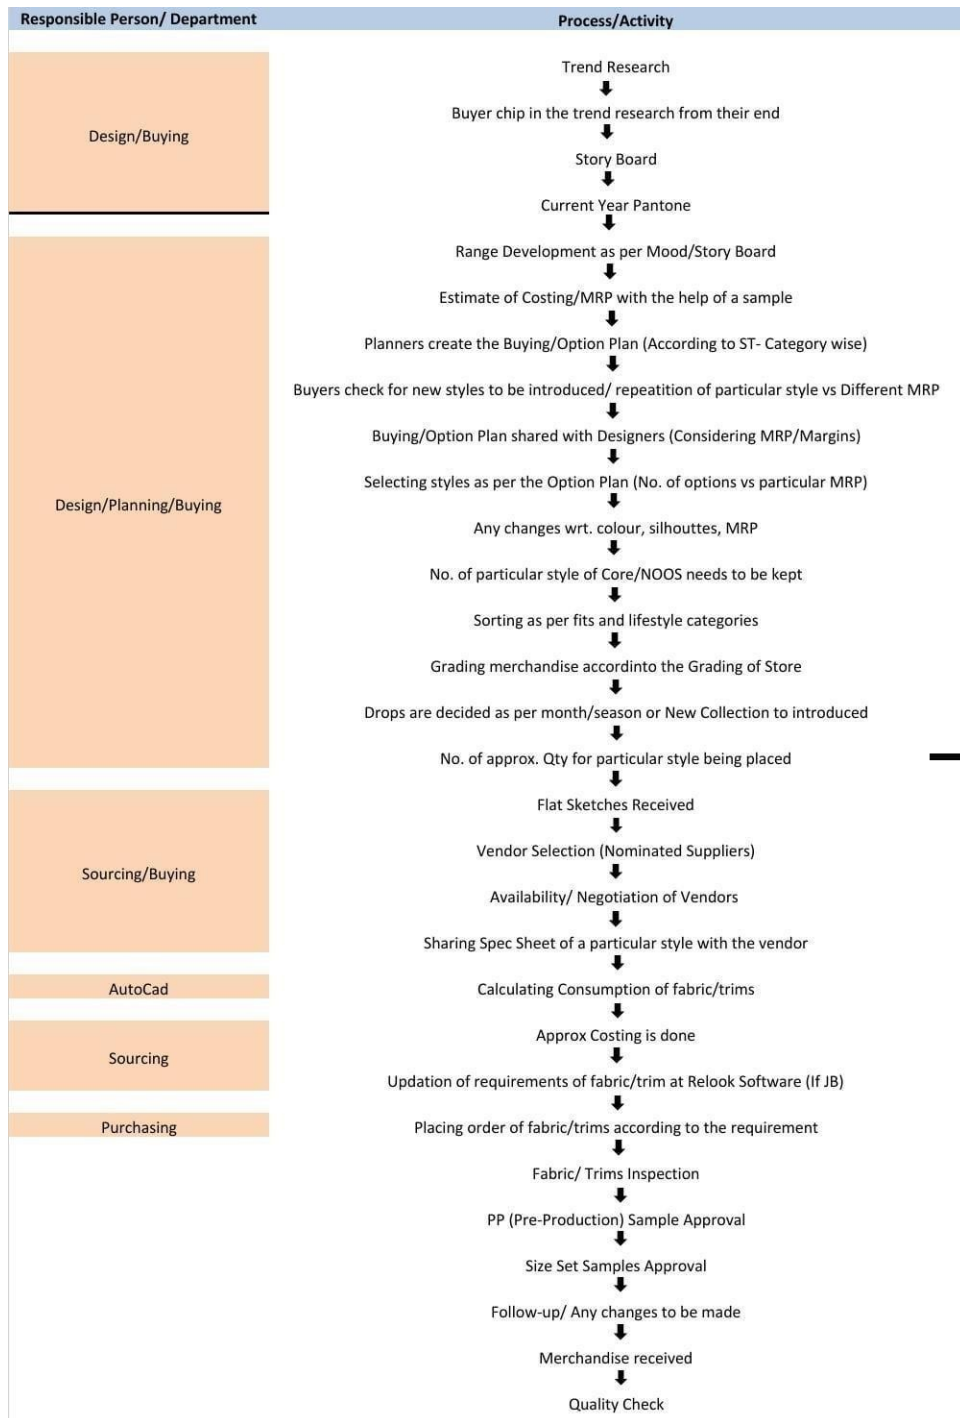 Responsible Person/ Department
Process/Activity
Design/Buying
Trend Research
Buyer chip in the trend research from their end
Story Board
Current Year Pantone
Design/Planning/Buying
Range Development as per Mood/Story Board
Estimate of Costing/MRP with the help of a sample
Planners create the Buying/Option Plan (According to ST- Category wise)
Buyers check for new styles to be introduced/ repeatition of particular style vs Different MRP
Buying/Option Plan shared with Designers (Considering MRP/Margins)
Selecting styles as per the Option Plan (No. of options vs particular MRP)
Any changes wrt. colour, silhouttes, MRP
No. of particular style of Core/NOOS needs to be kept
Sorting as per fits and lifestyle categories
Grading merchandise accordinto the Grading of Store
Drops are decided as per month/season or New Collection to introduced
No. of approx. Qty for particular style being placed
Sourcing/Buying
Flat Sketches Received
Vendor Selection (Nominated Suppliers)
Availability/ Negotiation of Vendors
Sharing Spec Sheet of a particular style with the vendor
AutoCad
Calculating Consumption of fabric/trims
Sourcing
Approx Costing is done
Updation of requirements of fabric/trim at Relook Software (If JB)
Purchasing
Placing order of fabric/trims according to the requirement
Fabric/ Trims Inspection
PP (Pre-Production) Sample Approval
Size Set Samples Approval
Follow-up/ Any changes to be made
Merchandise received
Quality Check